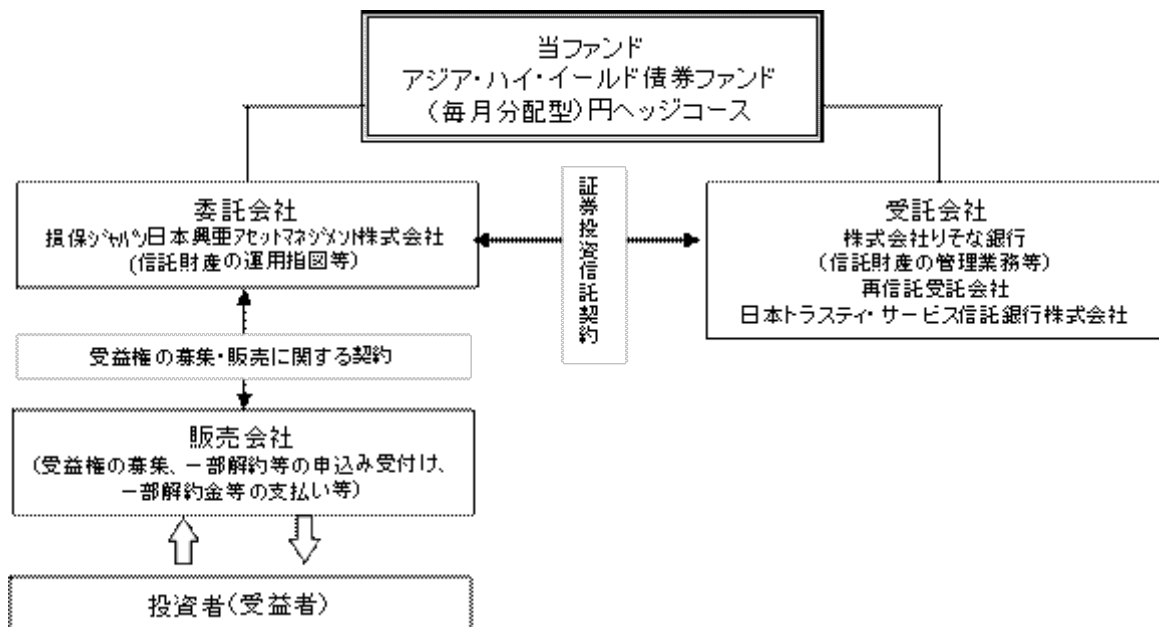 当ファンド
アジア・ハイ・イールド債券ファンド
(毎月分配型)円ヘッジコース
委託会社
損保ｼﾞｬﾊﾟﾝ日本興亜ｱｾｯﾄﾏﾈｼﾞﾒﾝﾄ株式会社
(信託財産の運用指図等)
証券投資信託契約
受託会社
株式会社りそな銀行
(信託財産の管理業務等)
再信託受託会社
日本トラスティ・サービス信託銀行株式会社
受益権の募集・販売に関する契約
販売会社
(受益権の募集、一部解約等の申込み受付け、
一部解約金等の支払い等)
投資者(受益者)